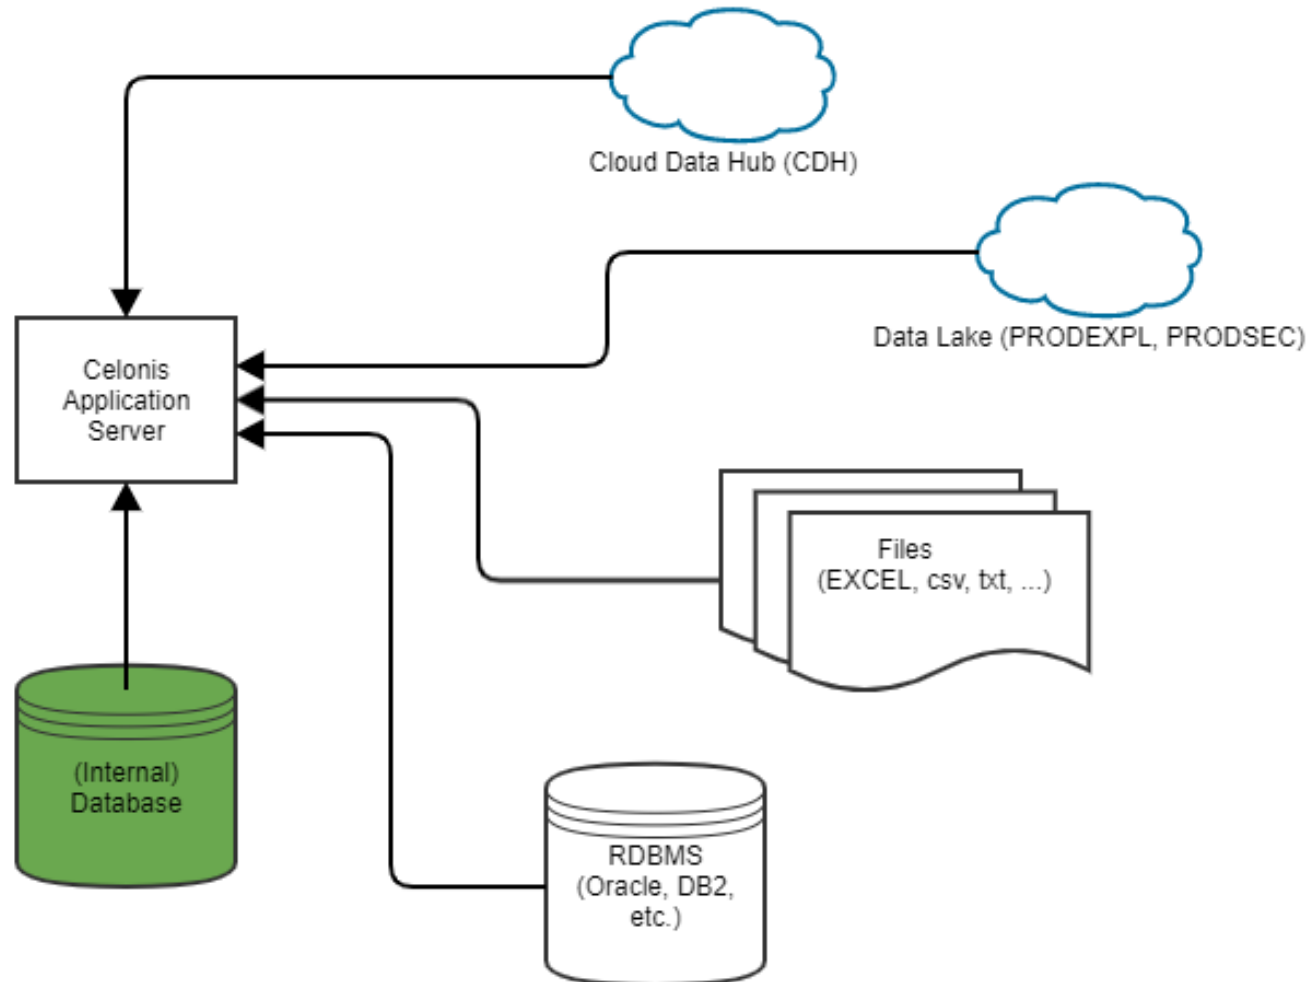 Cloud Data Hub (CDH)
Data Lake (PRODEXPL, PRODSEC)
Celonis
Application
Server
Files
(EXCEL, csv, txt, ...)
(Internal)
Database
RDBMS
(Oracle, DB2,
etc.)